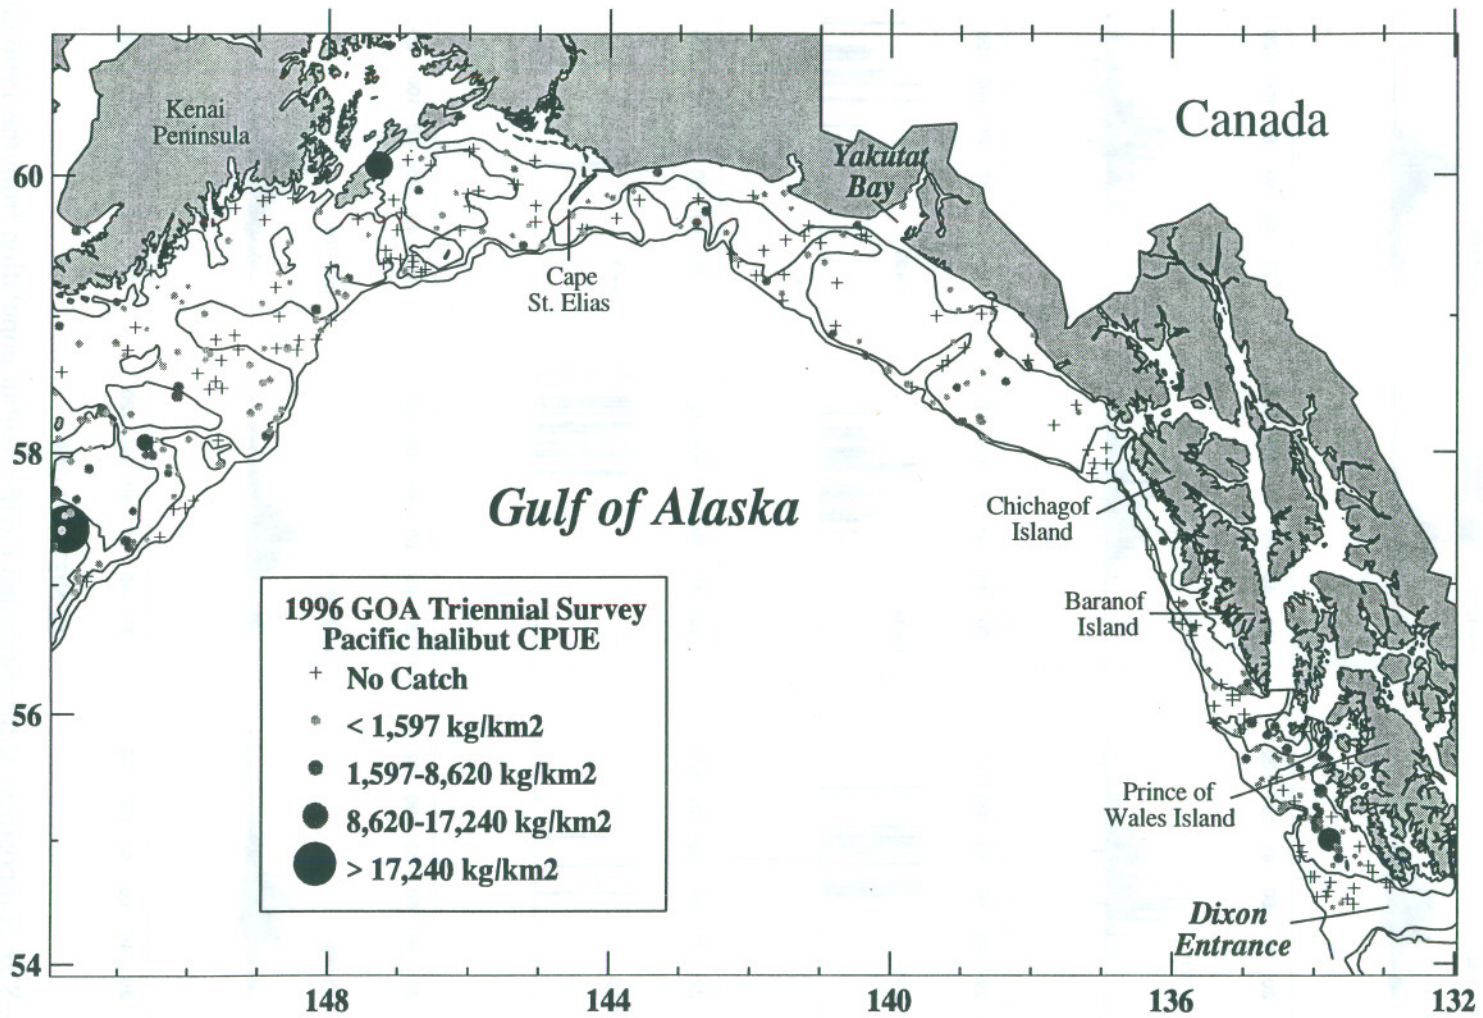 Kenai
Peninsula
Canada
Yakutat
Bay
60
Cape
St. Elias
58
Gulf of Alaska
Chichagof
Island
1996 GOA Triennial Survey
Pacific halibut CPUE
+ No Catch
< 1,597 kg/km2
1,597-8,620 kg/km2
8,620-17,240 kg/km2
> 17,240 kg/km2
Baranof
Island
56
Prince of
Wales Island
Dixon
Entrance
54
148 144 140 136 132